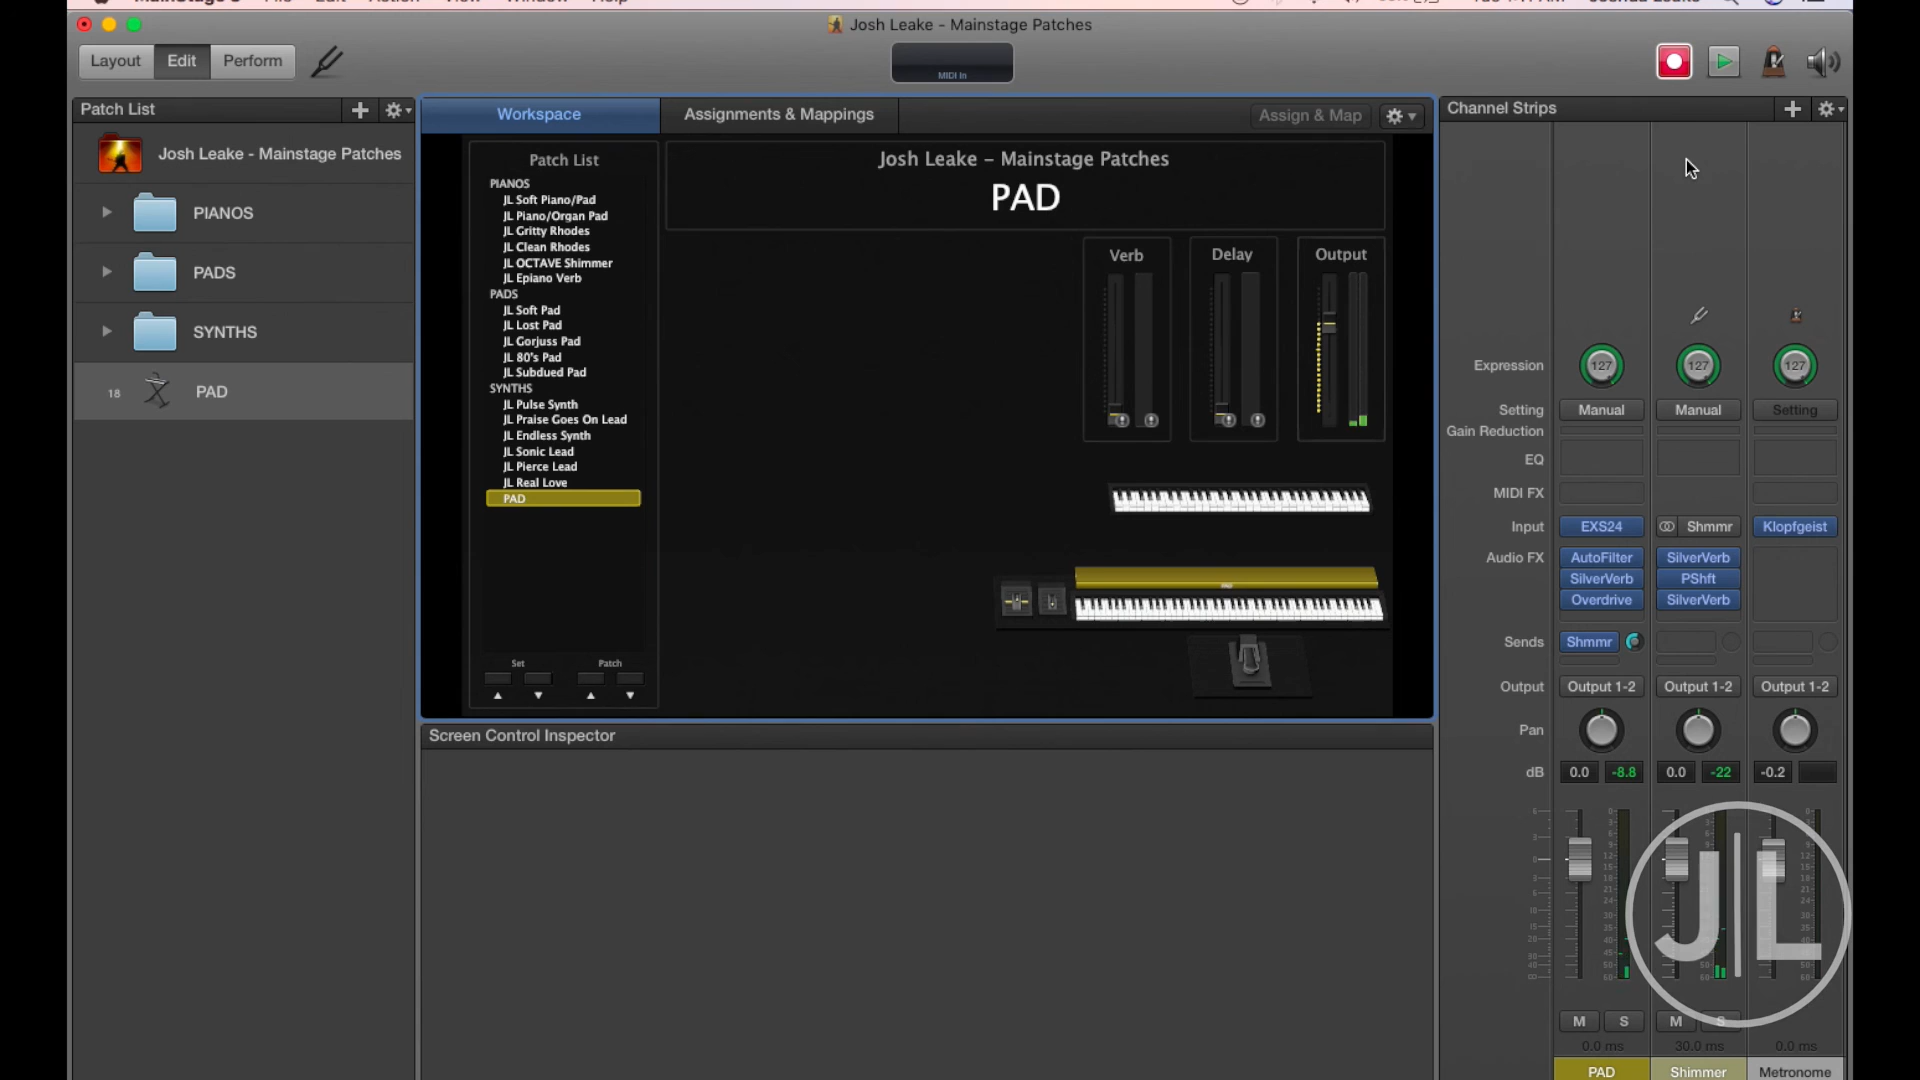 Josh Leake - Mainstage Patches
Layout
Edit
Perform
MIDI In
Patch List
Josh Leake - Mainstage Patches
PIANOS
PADS
SYNTHS
18 PAD
Workspace
Assignments & Mappings
Assign & Map
Patch List
PIANOS
JL Soft Piano/Pad
JL Piano/Organ Pad
JL Gritty Rhodes
JL Clean Rhodes
JL OCTAVE Shimmer
JL Epiano Verb
PADS
JL Soft Pad
JL Lost Pad
JL Gorjuss Pad
JL 80's Pad
JL Subdued Pad
SYNTHS
JL Pulse Synth
JL Praise Goes On Lead
JL Endless Synth
JL Sonic Lead
JL Pierce Lead
JL Real Love
PAD
Set
Patch
Josh Leake – Mainstage Patches
PAD
Verb
Delay
Output
Screen Control Inspector
Channel Strips
Expression 127 127 127
Setting Manual Manual Setting
Gain Reduction
EQ
MIDI FX
Input EXS24 Shmmr Klopfgeist
Audio FX AutoFilter SilverVerb
SilverVerb PShft
Overdrive SilverVerb
Sends Shmmr
Output Output 1-2 Output 1-2 Output 1-2
Pan
dB 0.0 -8.8 0.0 -22 -0.2
M S M S
0.0 ms 30.0 ms 0.0 ms
PAD Shimmer Metronome
J|L